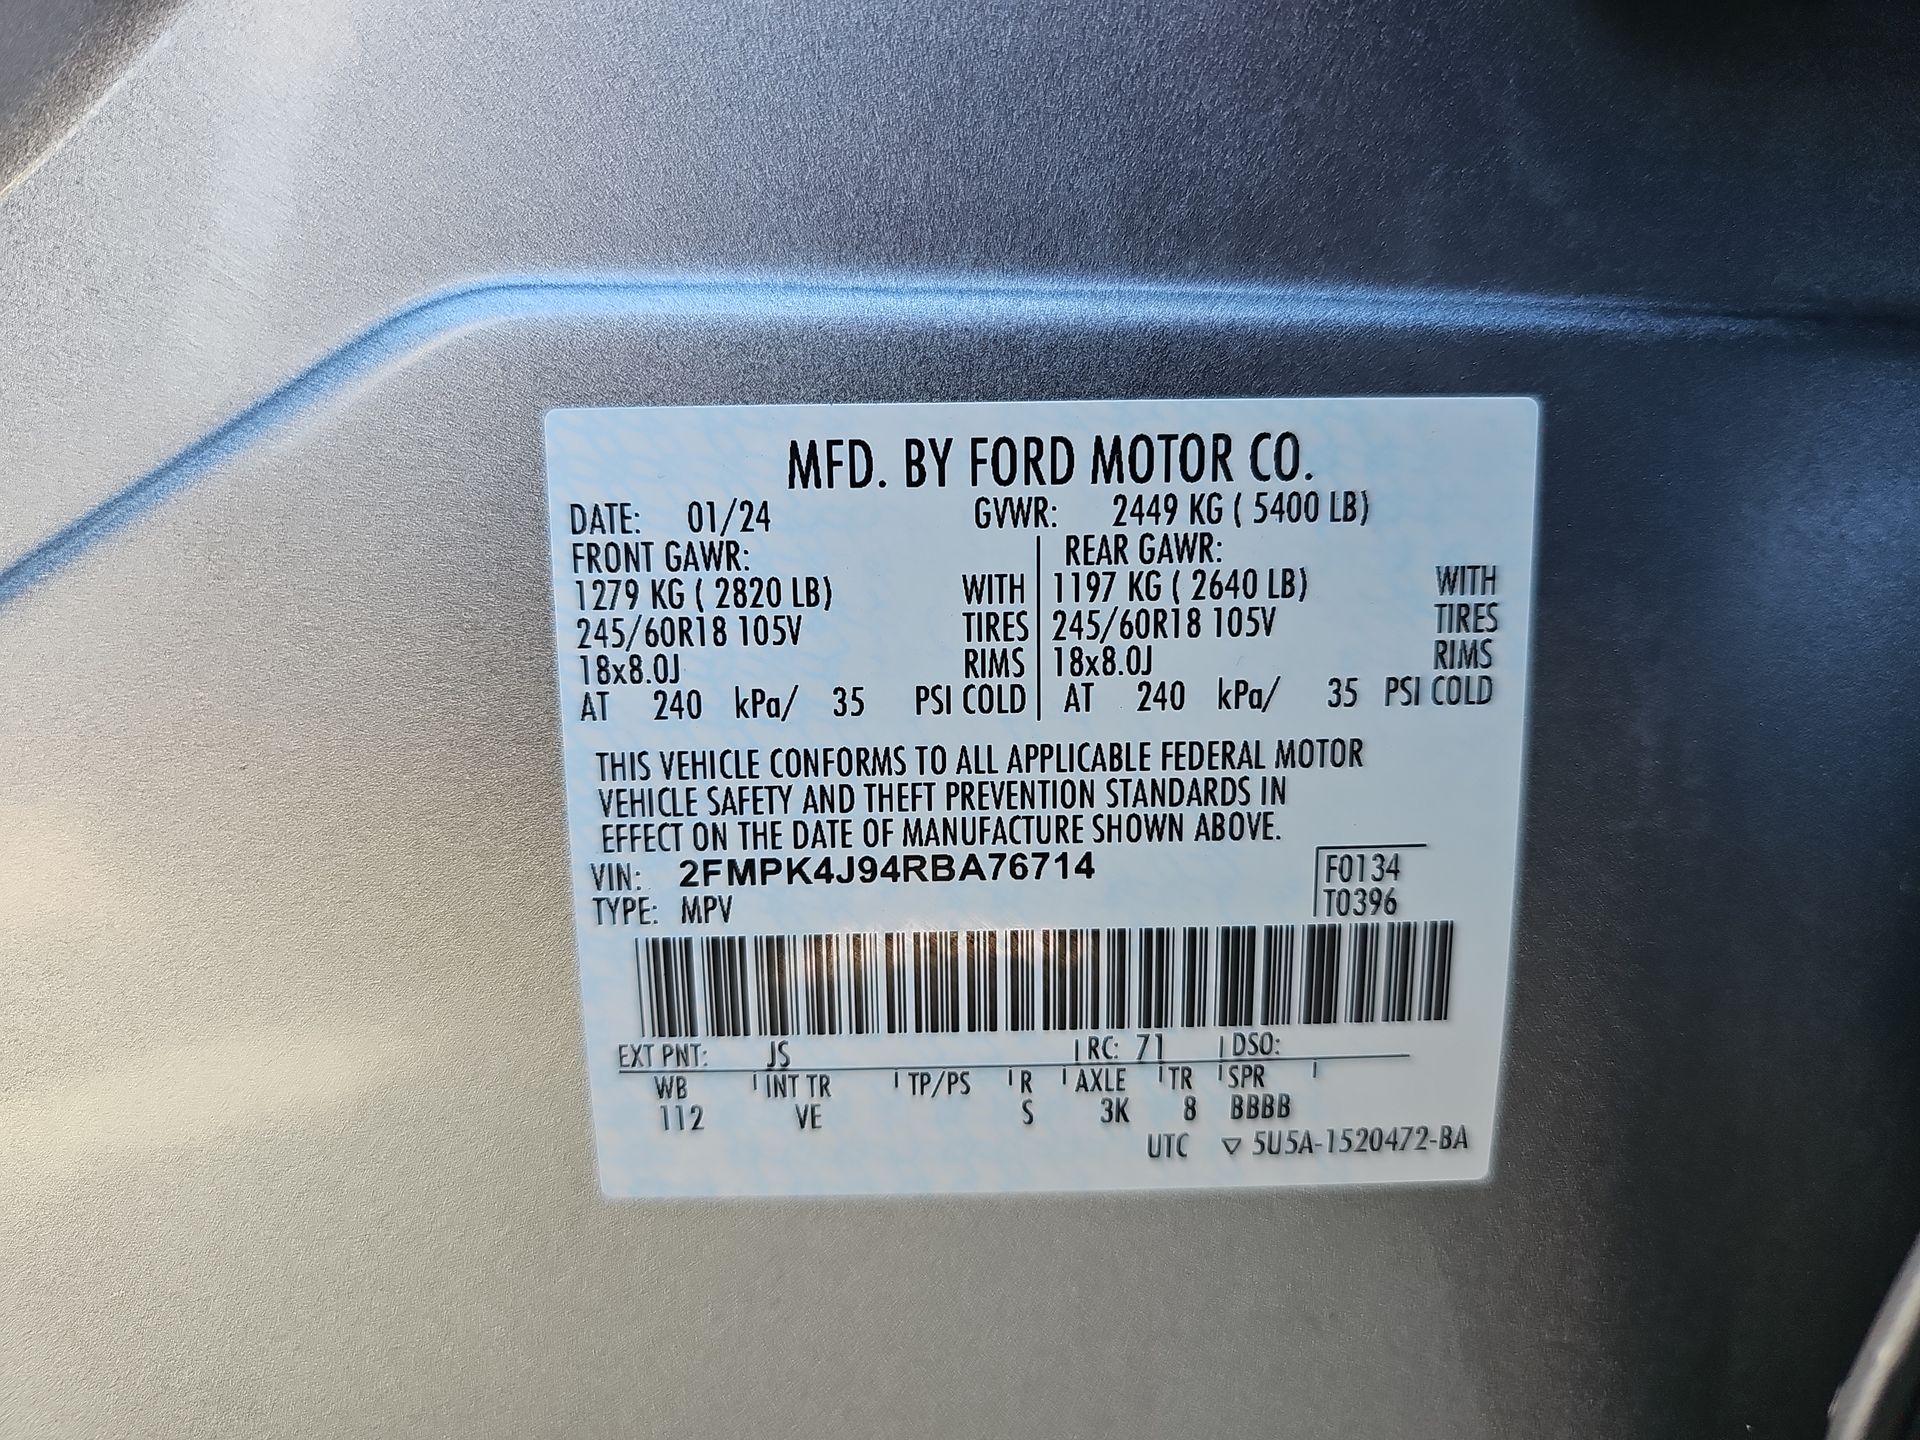 MFD. BY FORD MOTOR CO.
DATE: 01/24 GVWR: 2449 KG ( 5400 LB)
FRONT GAWR: REAR GAWR:
1279 KG ( 2820 LB) WITH 1197 KG ( 2640 LB) WITH
245/60R18 105V TIRES 245/60R18 105V TIRES
18x8.0J RIMS 18x8.0J RIMS
AT 240 kPa/ 35 PSI COLD AT 240 kPa/ 35 PSI COLD
THIS VEHICLE CONFORMS TO ALL APPLICABLE FEDERAL MOTOR
VEHICLE SAFETY AND THEFT PREVENTION STANDARDS IN
EFFECT ON THE DATE OF MANUFACTURE SHOWN ABOVE.
VIN: 2FMPK4J94RBA76714 F0134
TYPE: MPV T0396
EXT PNT: JS RC: 71 DSO:
WB INT TR TP/PS R AXLE TR SPR
112 VE S 3K 8 BBBB
UTC ▽ 5U5A-1520472-BA